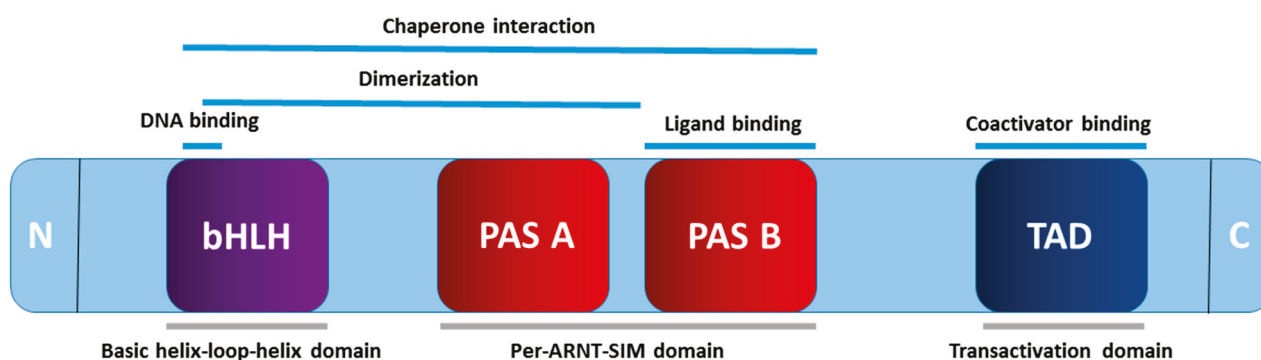 Chaperone interaction
Dimerization
DNA binding
Ligand binding
Coactivator binding
N
bHLH
PAS A
PAS B
TAD
C
Basic helix-loop-helix domain
Per-ARNT-SIM domain
Transactivation domain